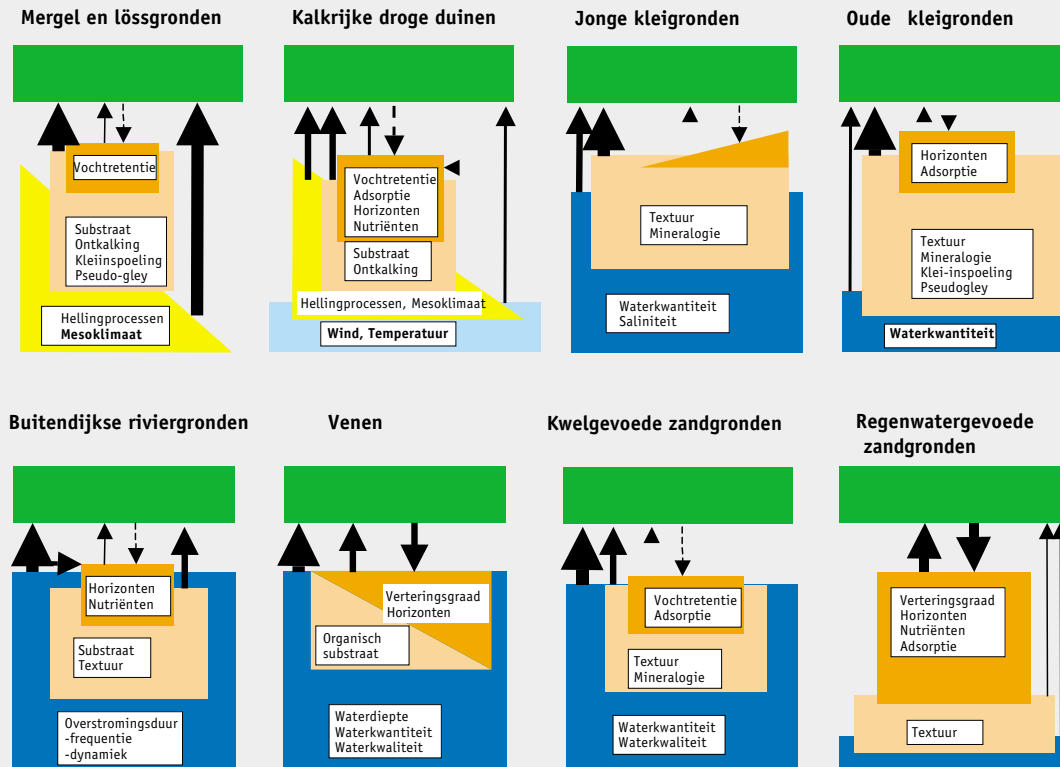 Mergel en lössgronden
Vochtretentie
Substraat
Ontkalking
Kleiinspoeling
Pseudo-gley
Hellingprocessen
Mesoklimaat
Kalkrijke droge duinen
Vochtretentie
Adsorptie
Horizonten
Nutriënten
Substraat
Ontkalking
Hellingprocessen, Mesoklimaat
Wind, Temperatuur
Jonge kleigronden
Textuur
Mineralogie
Waterkwantiteit
Saliniteit
Oude kleigronden
Horizonten
Adsorptie
Textuur
Mineralogie
Klei-inspoeling
Pseudogley
Waterkwantiteit
Buitendijkse riviergronden
Horizonten
Nutriënten
Substraat
Textuur
Overstromingsduur
-frequentie
-dynamiek
Venen
Verteringsgraad
Horizonten
Organisch
substraat
Waterdiepte
Waterkwantiteit
Waterkwaliteit
Kwelgevoede zandgronden
Vochtretentie
Adsorptie
Textuur
Mineralogie
Waterkwantiteit
Waterkwaliteit
Regenwatergevoede
zandgronden
Verteringsgraad
Horizonten
Nutriënten
Adsorptie
Textuur